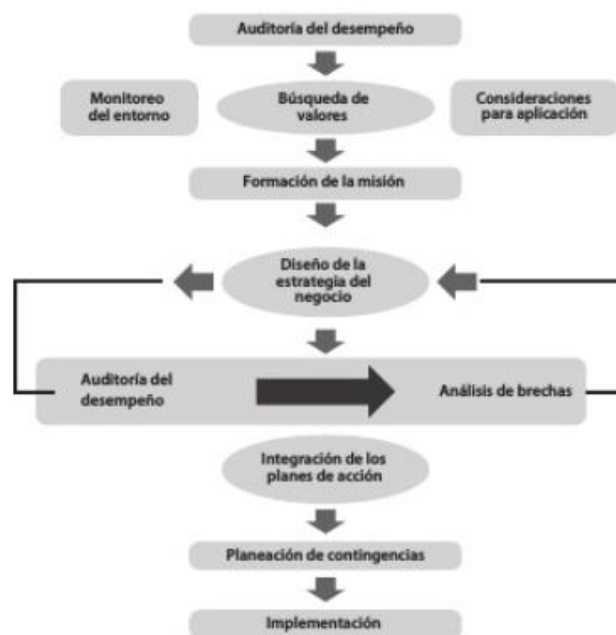 Auditoría del desempeño
Monitoreo
del entorno
Búsqueda de
valores
Consideraciones
para aplicación
Formación de la misión
Diseño de la
estrategia del
negocio
Auditoría del
desempeño
Análisis de brechas
Integración de los
planes de acción
Planeación de contingencias
Implementación